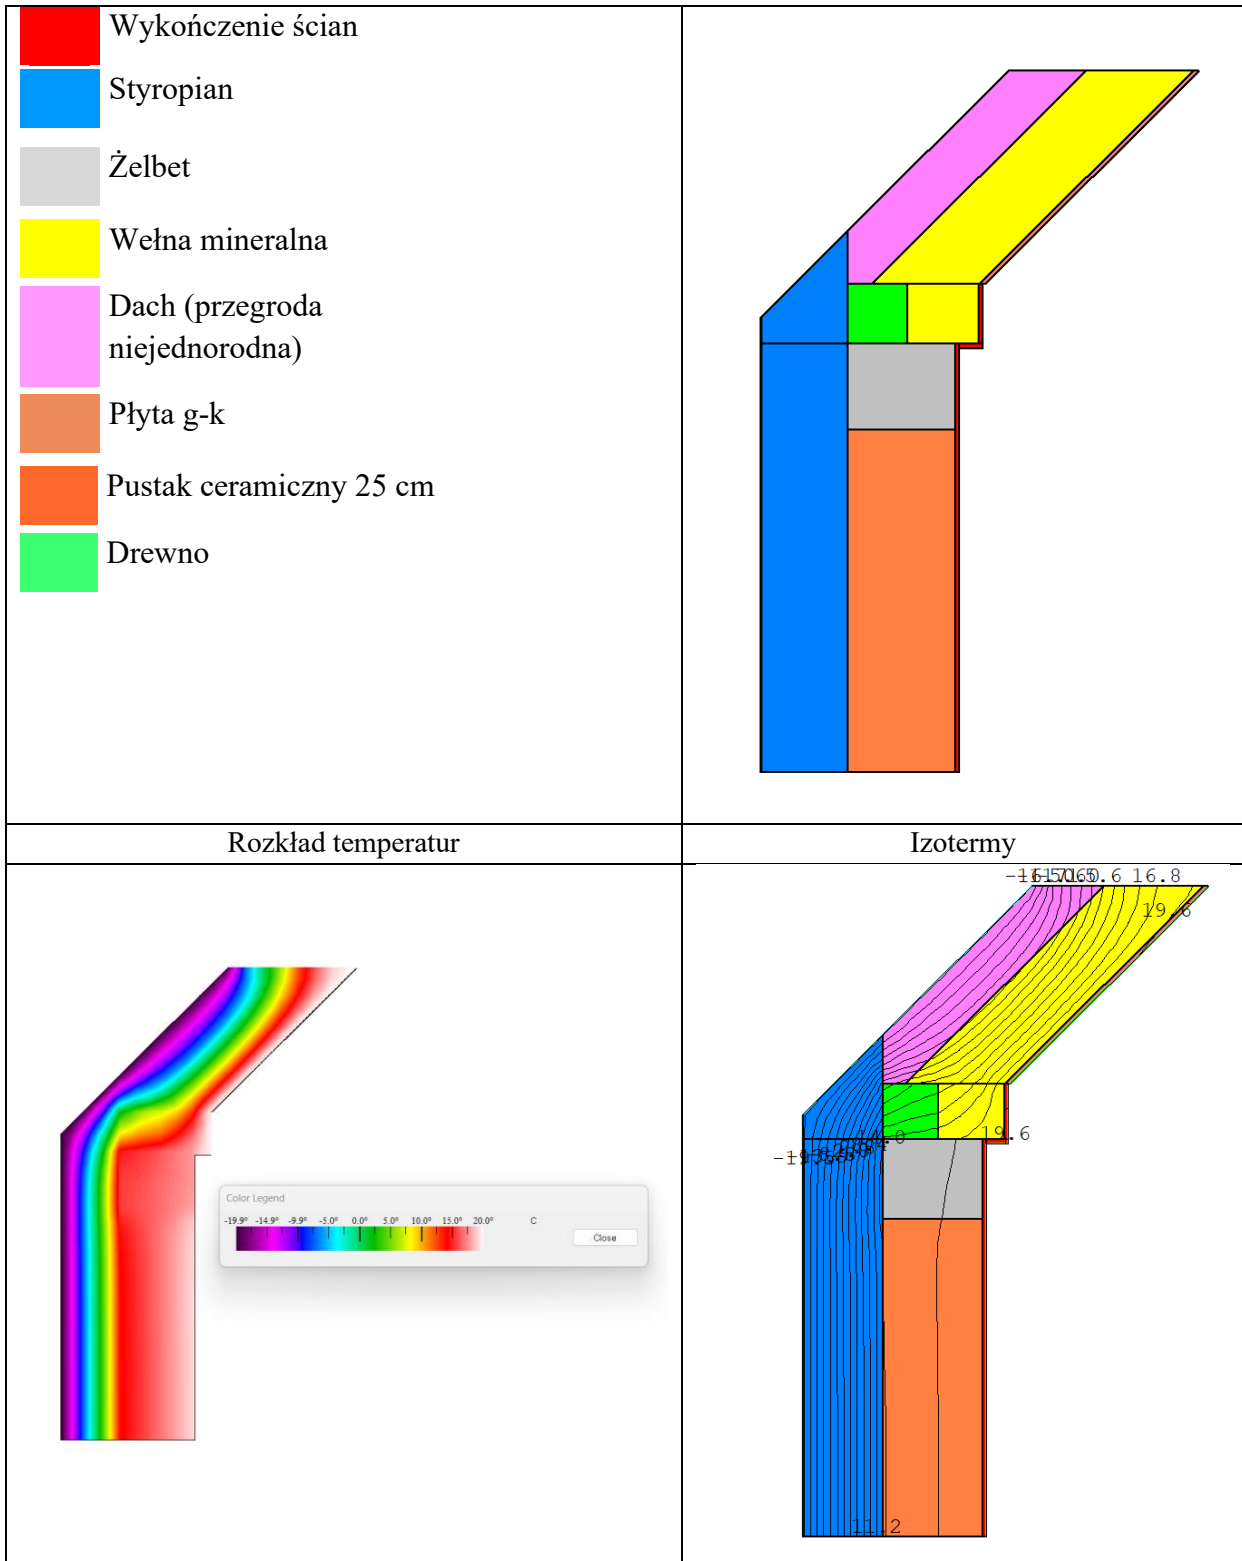 Wykończenie ścian
Styropian
Żelbet
Wełna mineralna
Dach (przegroda
niejednorodna)
Płyta g-k
Pustak ceramiczny 25 cm
Drewno
Rozkład temperatur
Izotermy
Color Legend
-19.9° -14.9° -9.9° -5.0° 0.0° 5.0° 10.0° 15.0° 20.0° C
Close
16.8
19.6
19.6
11.2